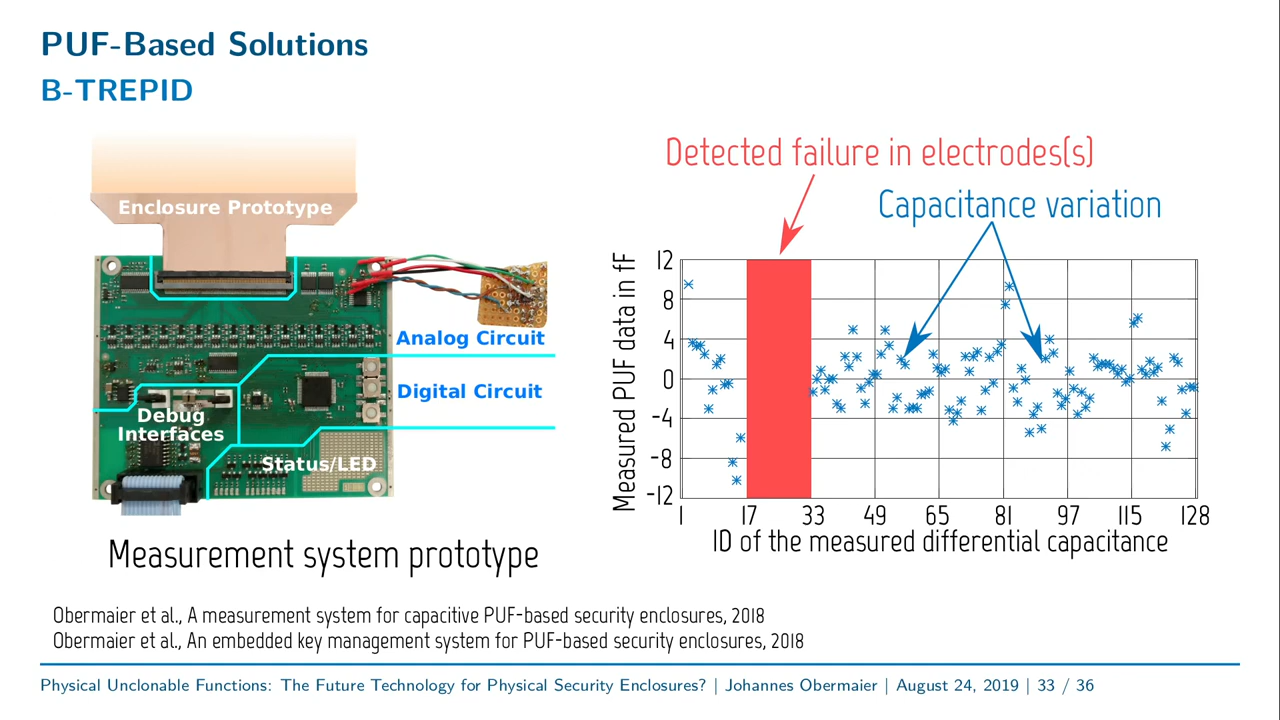 PUF-Based Solutions
B-TREPID
Enclosure Prototype
Analog Circuit
Digital Circuit
Debug
Interfaces
Status/LED
Measurement system prototype
Detected failure in electrodes(s)
Capacitance variation
Measured PUF data in fF
12
8
4
0
-4
-8
-12
1 17 33 49 65 81 97 115 128
ID of the measured differential capacitance
Obermaier et al., A measurement system for capacitive PUF-based security enclosures, 2018
Obermaier et al., An embedded key management system for PUF-based security enclosures, 2018
Physical Unclonable Functions: The Future Technology for Physical Security Enclosures? | Johannes Obermaier | August 24, 2019 | 33 / 36